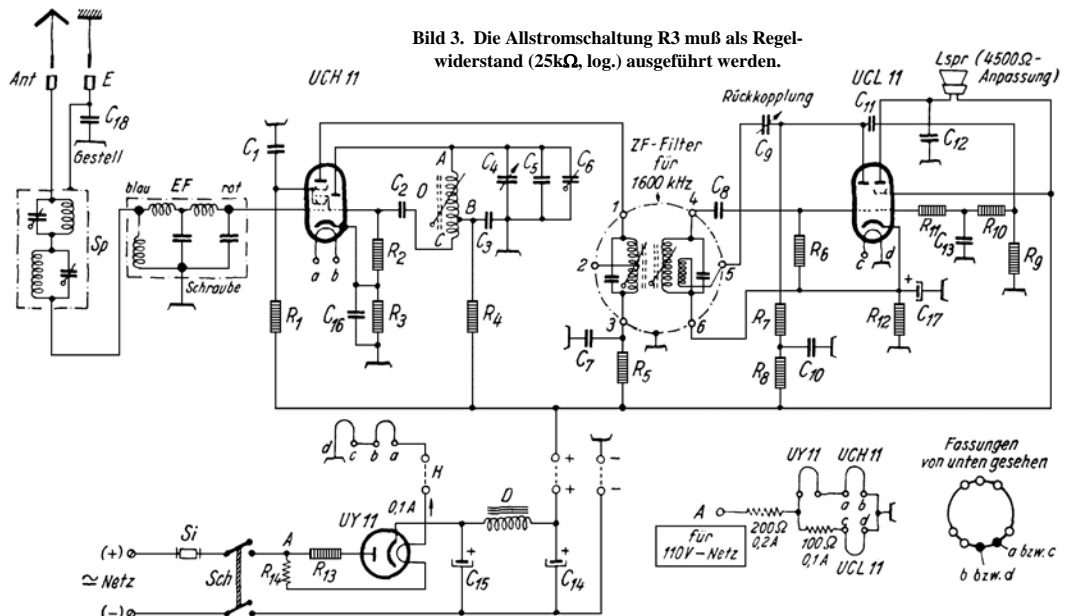 Bild 3. Die Allstromschaltung R3 muß als Regel-
widerstand (25kΩ, log.) ausgeführt werden.
Ant
E
C18
Gestell
Sp
blau
EF
rot
Schraube
UCH 11
C1
R1
a
b
C2
R2
C16
R3
O
A
B
C
C3
R4
C4
C5
C6
ZF-Filter
für
1600 kHz
1
2
3
4
5
6
C7
R5
Rückkopplung
C9
C8
R6
R7
R8
C10
UCL 11
C11
Lspr (4500Ω-
Anpassung)
C12
c
d
R11
C13
R10
R9
R12
+
C17
d
c
b
a
H
0,1 A
UY 11
D
+
+
-
-
(+)
≃ Netz
(-)
Si
Sch
A
R14
R13
+
C15
+
C14
A
für
110V-Netz
200Ω
0,2A
UY 11
UCH 11
a
b
c
d
100Ω
0,1 A
UCL 11
Fassungen
von unten gesehen
a bzw. c
b bzw. d